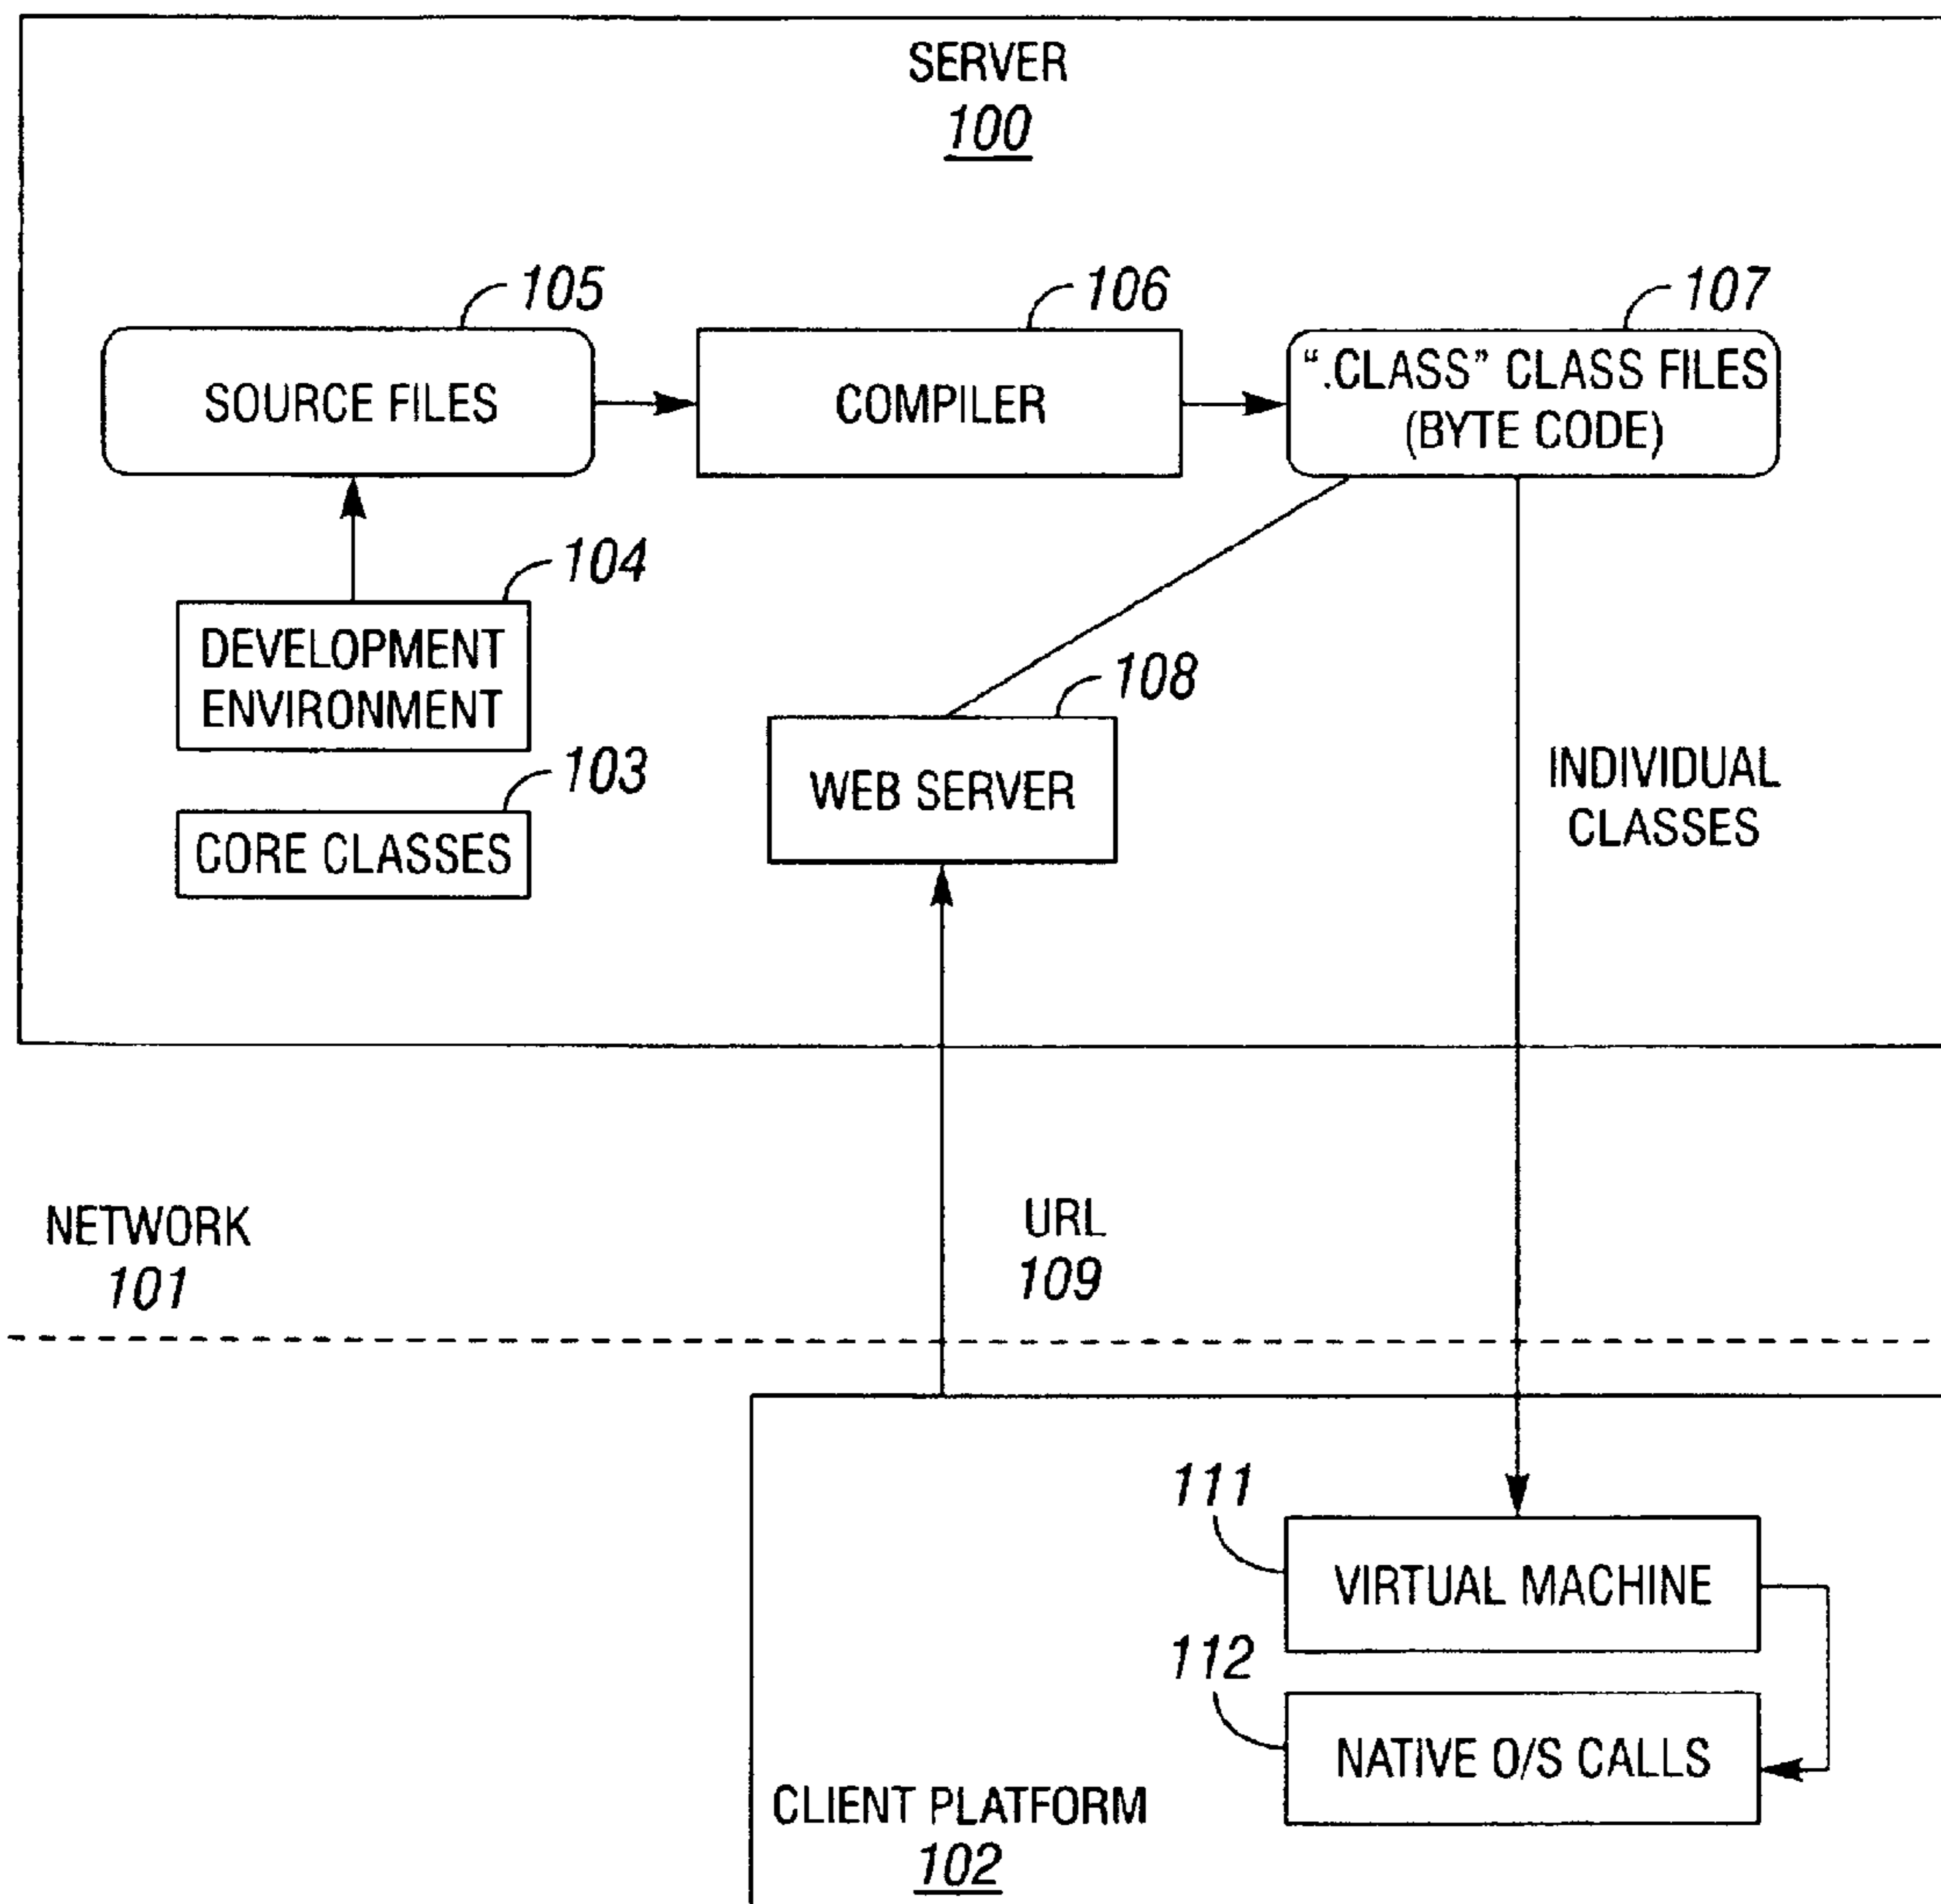 SERVER
100
105
106
107
SOURCE FILES
COMPILER
“.CLASS” CLASS FILES
(BYTE CODE)
104
DEVELOPMENT
ENVIRONMENT
108
WEB SERVER
INDIVIDUAL
CLASSES
103
CORE CLASSES
NETWORK
101
URL
109
111
VIRTUAL MACHINE
112
NATIVE O/S CALLS
CLIENT PLATFORM
102